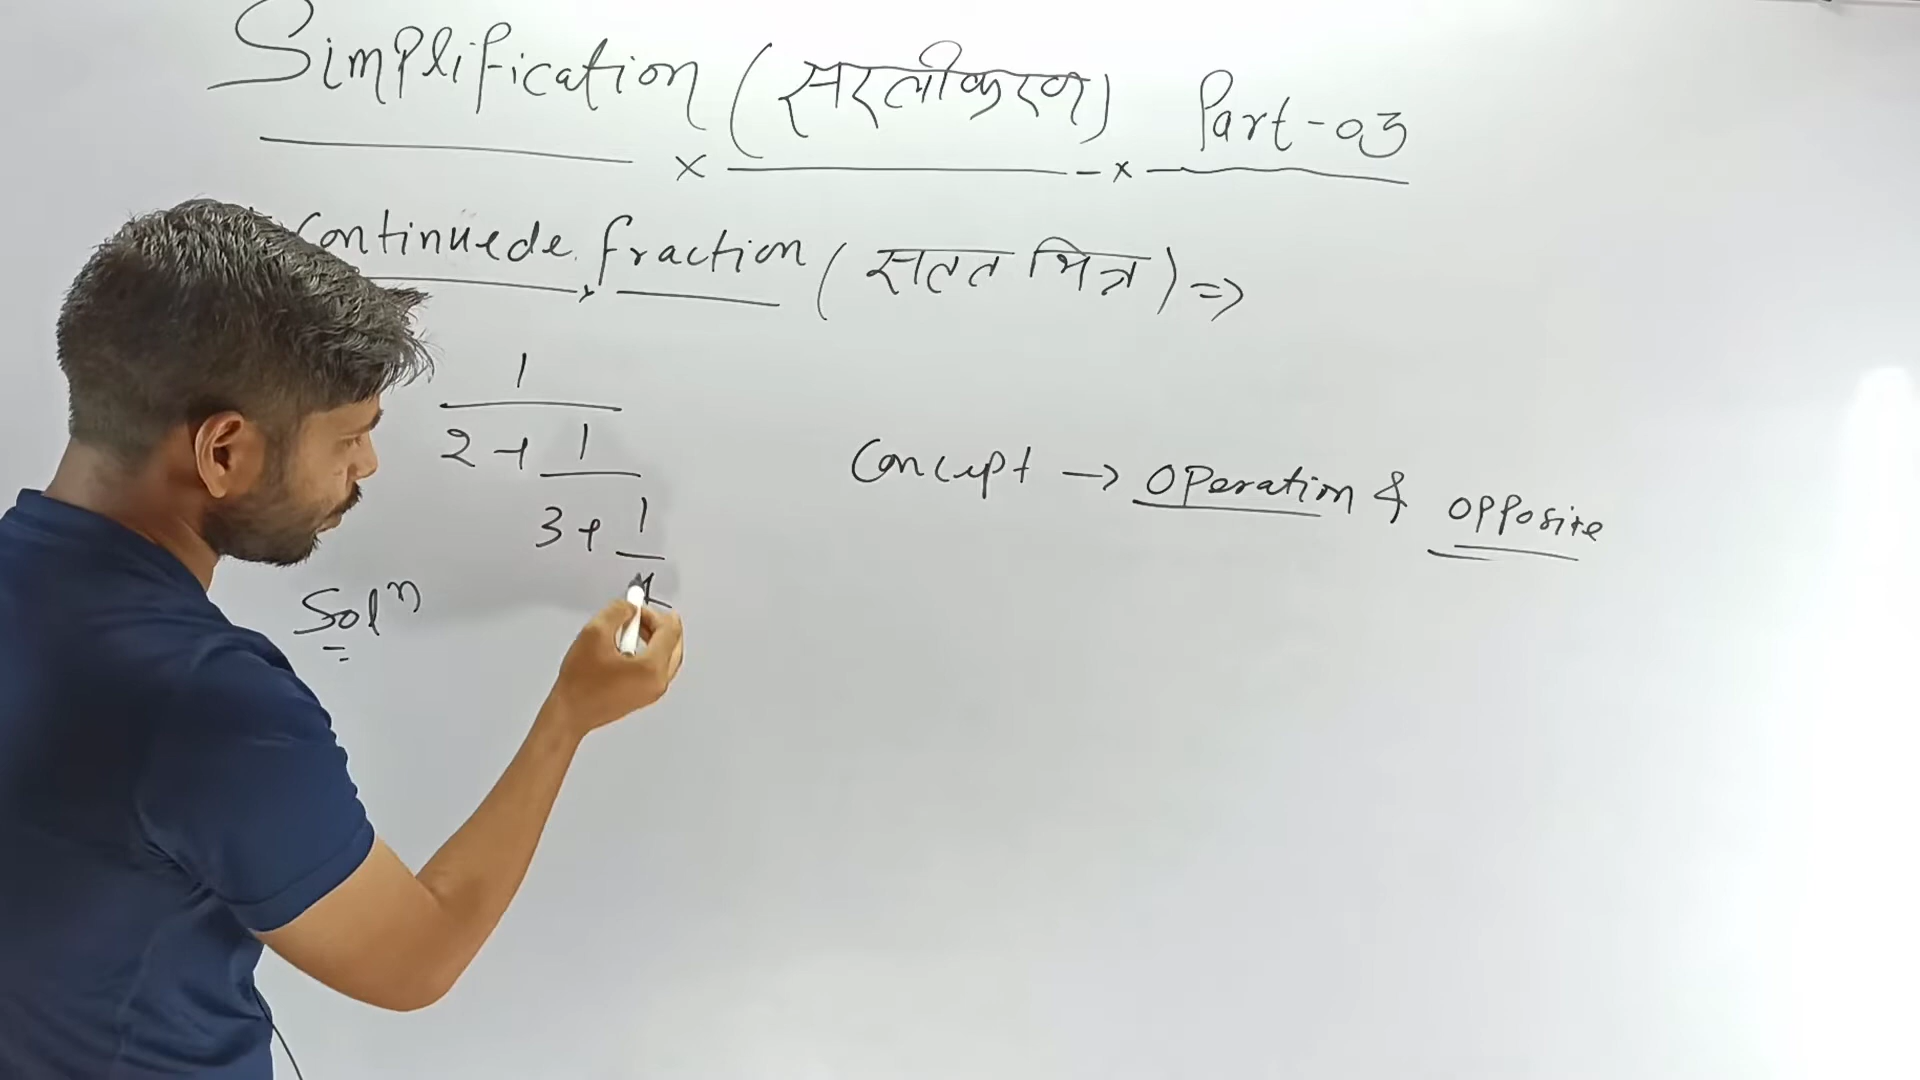 Simplification (सरलीकरण) Part-03
Continuede fraction (सतत भिन्न) =>
1
2 + 1
3 + 1
Concept → Operation & opposite
Solⁿ